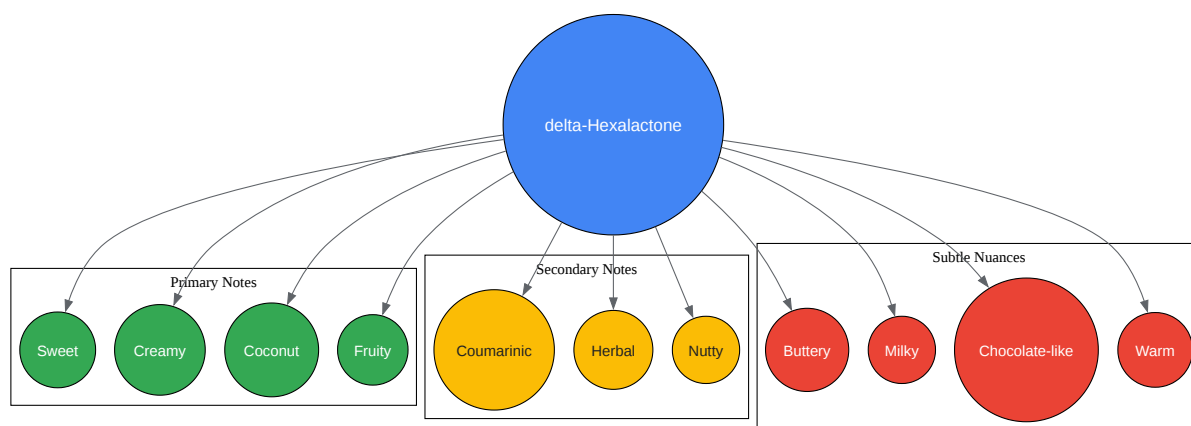 delta-Hexalactone
Primary Notes
Secondary Notes
Subtle Nuances
Sweet
Creamy
Coconut
Fruity
Coumarinic
Herbal
Nutty
Buttery
Milky
Chocolate-like
Warm